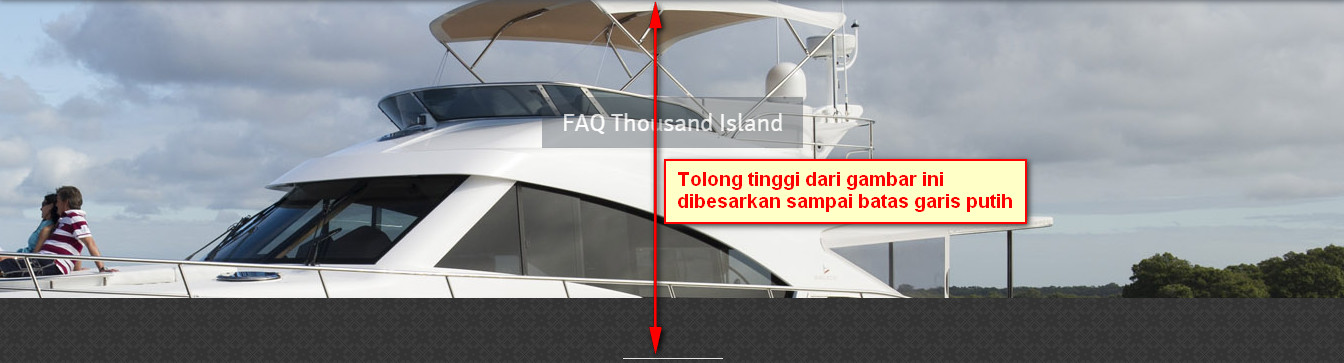 FAQ Thousand Island
Tolong tinggi dari gambar ini
dibesarkan sampai batas garis putih